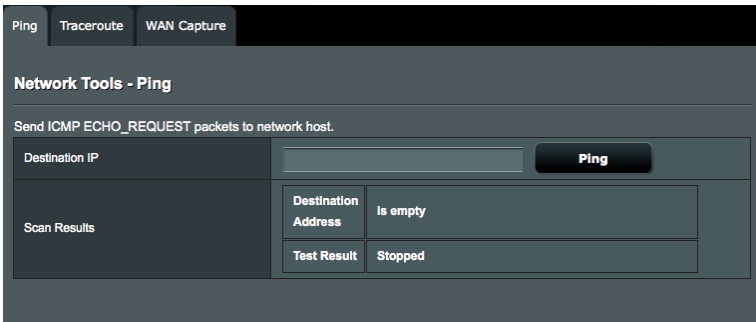 Ping Traceroute WAN Capture
Network Tools - Ping
Send ICMP ECHO_REQUEST packets to network host.
Destination IP Ping
Scan Results
Destination
Address
is empty
Test Result Stopped